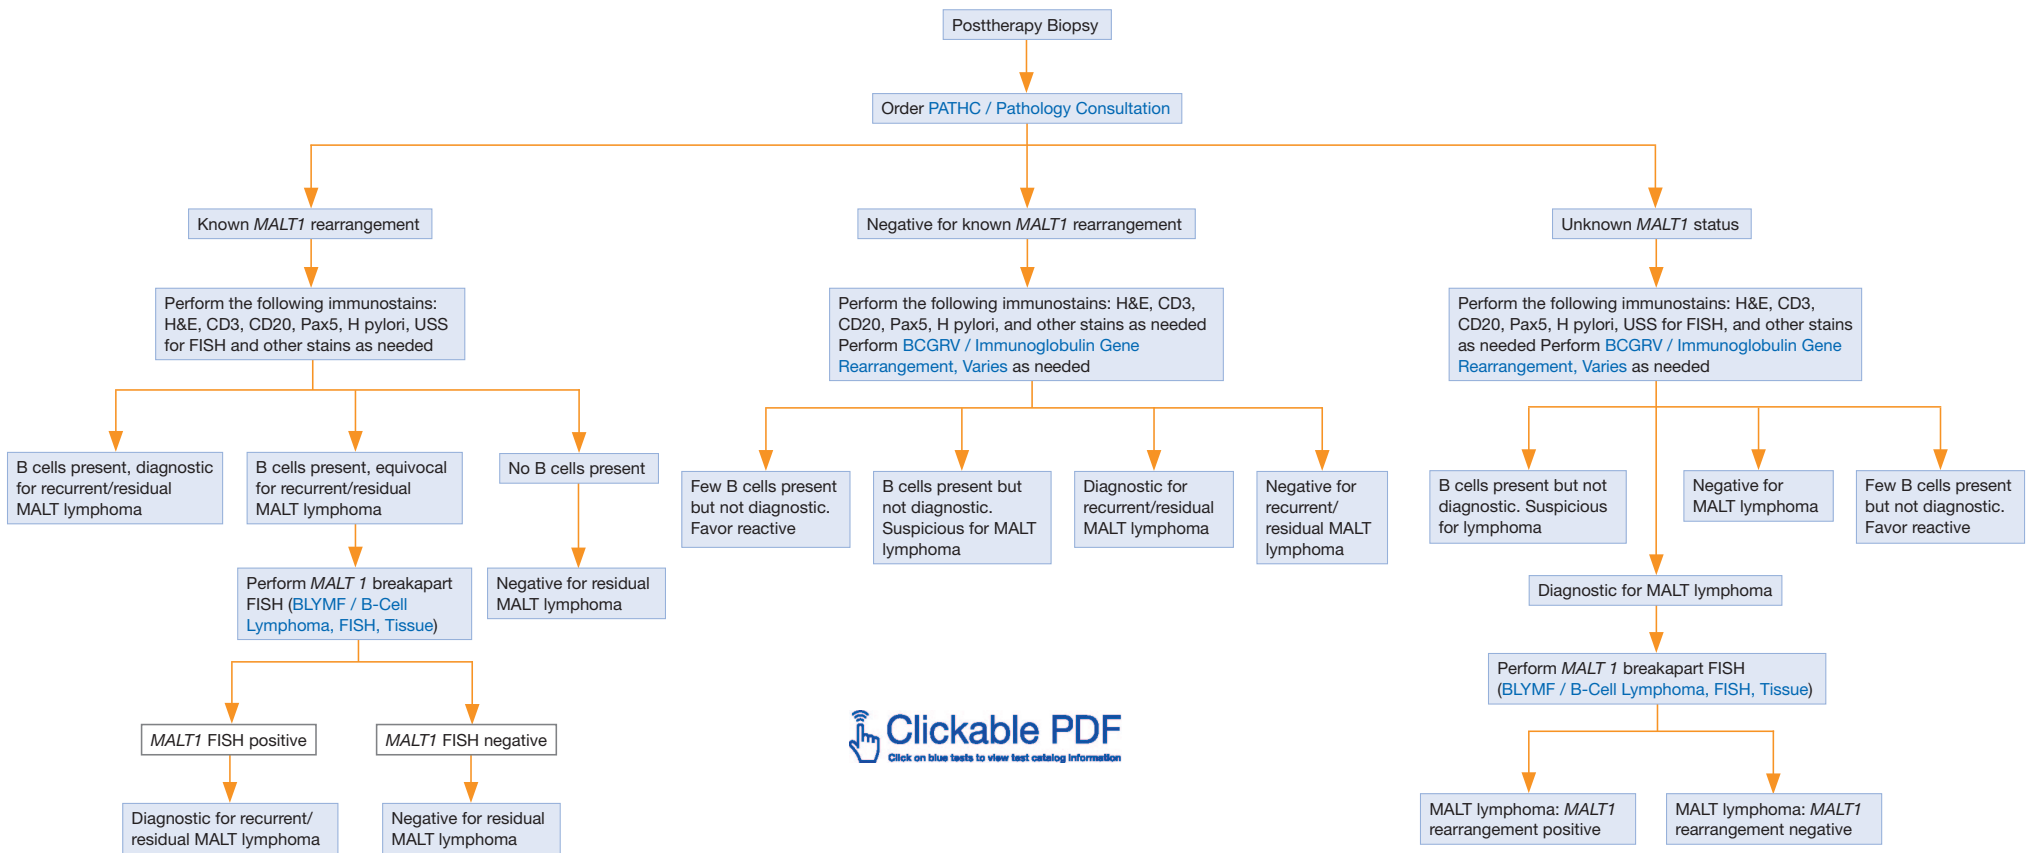 Posttherapy Biopsy
Order PATHC / Pathology Consultation
Known MALT1 rearrangement
Negative for known MALT1 rearrangement
Unknown MALT1 status
Perform the following immunostains:
H&E, CD3, CD20, Pax5, H pylori, USS
for FISH and other stains as needed
Perform the following immunostains: H&E, CD3,
CD20, Pax5, H pylori, and other stains as needed
Perform BCGRV / Immunoglobulin Gene
Rearrangement, Varies as needed
Perform the following immunostains: H&E, CD3,
CD20, Pax5, H pylori, USS for FISH, and other stains
as needed Perform BCGRV / Immunoglobulin Gene
Rearrangement, Varies as needed
B cells present, diagnostic
for recurrent/residual
MALT lymphoma
B cells present, equivocal
for recurrent/residual
MALT lymphoma
No B cells present
Few B cells present
but not diagnostic.
Favor reactive
B cells present but
not diagnostic.
Suspicious for MALT
lymphoma
Diagnostic for
recurrent/residual
MALT lymphoma
Negative for
recurrent/
residual MALT
lymphoma
B cells present but not
diagnostic. Suspicious
for lymphoma
Negative for
MALT lymphoma
Few B cells present
but not diagnostic.
Favor reactive
Perform MALT 1 breakapart
FISH (BLYMF / B-Cell
Lymphoma, FISH, Tissue)
Negative for residual
MALT lymphoma
Diagnostic for MALT lymphoma
Perform MALT 1 breakapart FISH
(BLYMF / B-Cell Lymphoma, FISH, Tissue)
MALT1 FISH positive
MALT1 FISH negative
Clickable PDF
Click on blue tests to view test catalog information
Diagnostic for recurrent/
residual MALT lymphoma
Negative for residual
MALT lymphoma
MALT lymphoma: MALT1
rearrangement positive
MALT lymphoma: MALT1
rearrangement negative